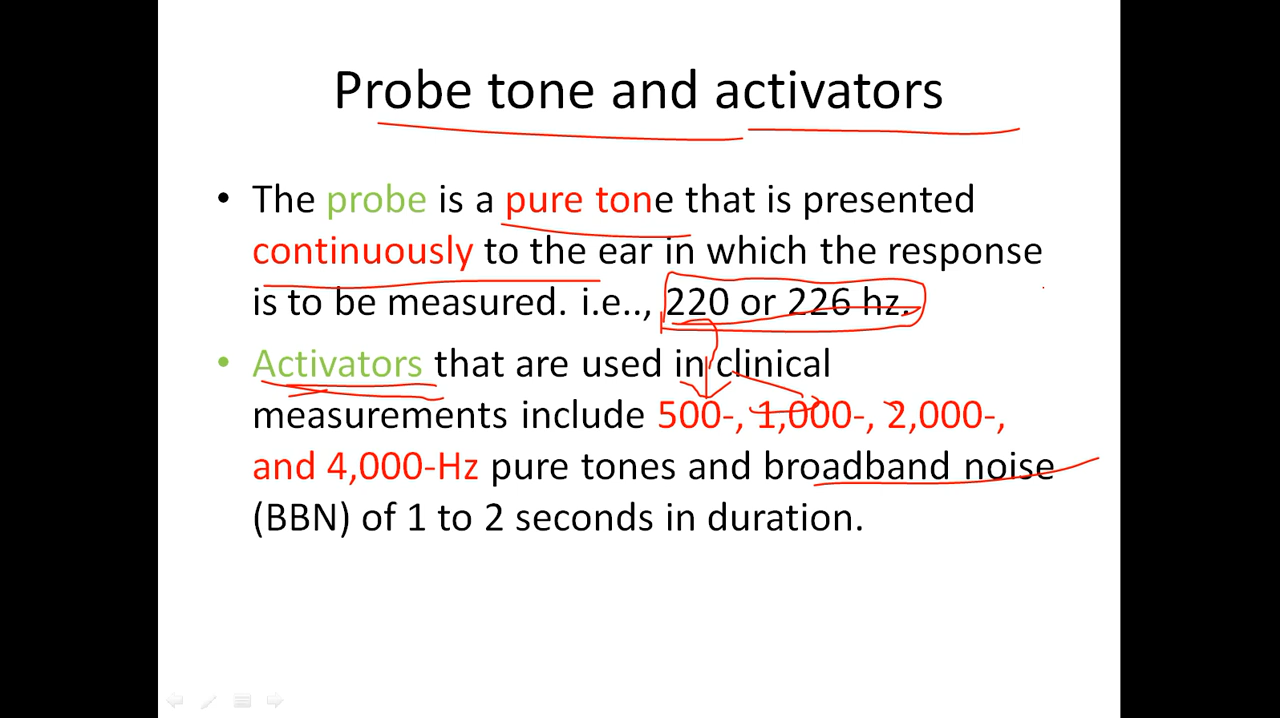 Probe tone and activators
• The probe is a pure tone that is presented
continuously to the ear in which the response
is to be measured. i.e.., 220 or 226 hz.
• Activators that are used in clinical
measurements include 500-, 1,000-, 2,000-,
and 4,000-Hz pure tones and broadband noise
(BBN) of 1 to 2 seconds in duration.